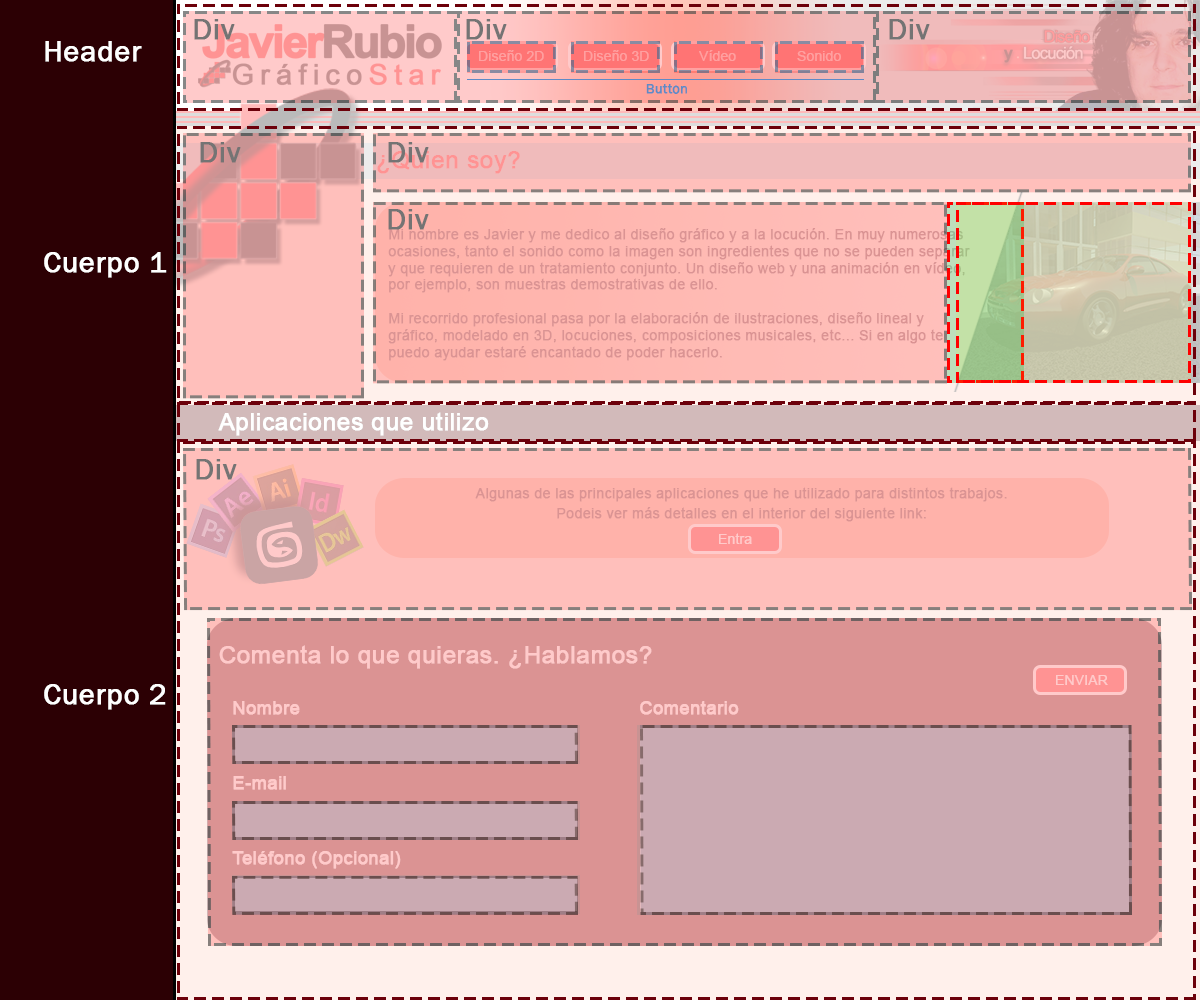 Header
Div
JavierRubio
GráficoStar
Div
Diseño 2D
Diseño 3D
Vídeo
Sonido
Button
Div
Diseño
y Locución
Cuerpo 1
Div
Div
¿Quien soy?
Div
Mi nombre es Javier y me dedico al diseño gráfico y a la locución. En muy numerosas
ocasiones, tanto el sonido como la imagen son ingredientes que no se pueden separar
y que requieren de un tratamiento conjunto. Un diseño web y una animación en vídeo,
por ejemplo, son muestras demostrativas de ello.
Mi recorrido profesional pasa por la elaboración de ilustraciones, diseño lineal y
gráfico, modelado en 3D, locuciones, composiciones musicales, etc... Si en algo te
puedo ayudar estaré encantado de poder hacerlo.
Aplicaciones que utilizo
Cuerpo 2
Div
Ps
Ae
Ai
Id
Dw
Algunas de las principales aplicaciones que he utilizado para distintos trabajos.
Podeis ver más detalles en el interior del siguiente link:
Entra
Comenta lo que quieras. ¿Hablamos?
ENVIAR
Nombre
Comentario
E-mail
Teléfono (Opcional)